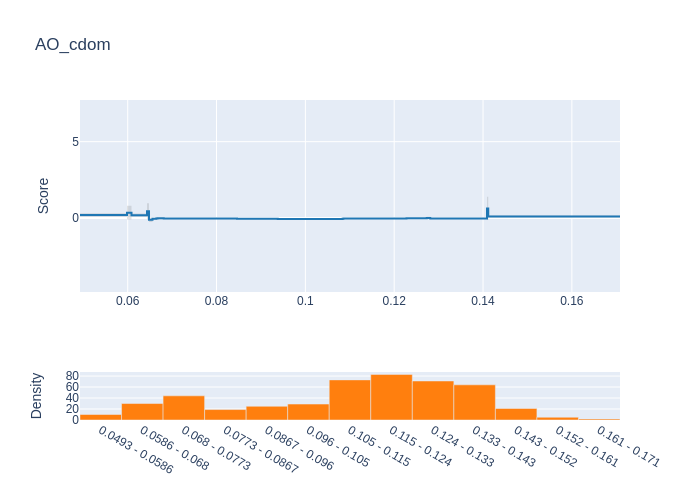 AO_cdom
Score
5
0
0.06
0.08
0.1
0.12
0.14
0.16
Density
80
60
40
20
0
0.0493 - 0.0586
0.0586 - 0.068
0.068 - 0.0773
0.0773 - 0.0867
0.0867 - 0.096
0.096 - 0.105
0.105 - 0.115
0.115 - 0.124
0.124 - 0.133
0.133 - 0.143
0.143 - 0.152
0.152 - 0.161
0.161 - 0.171